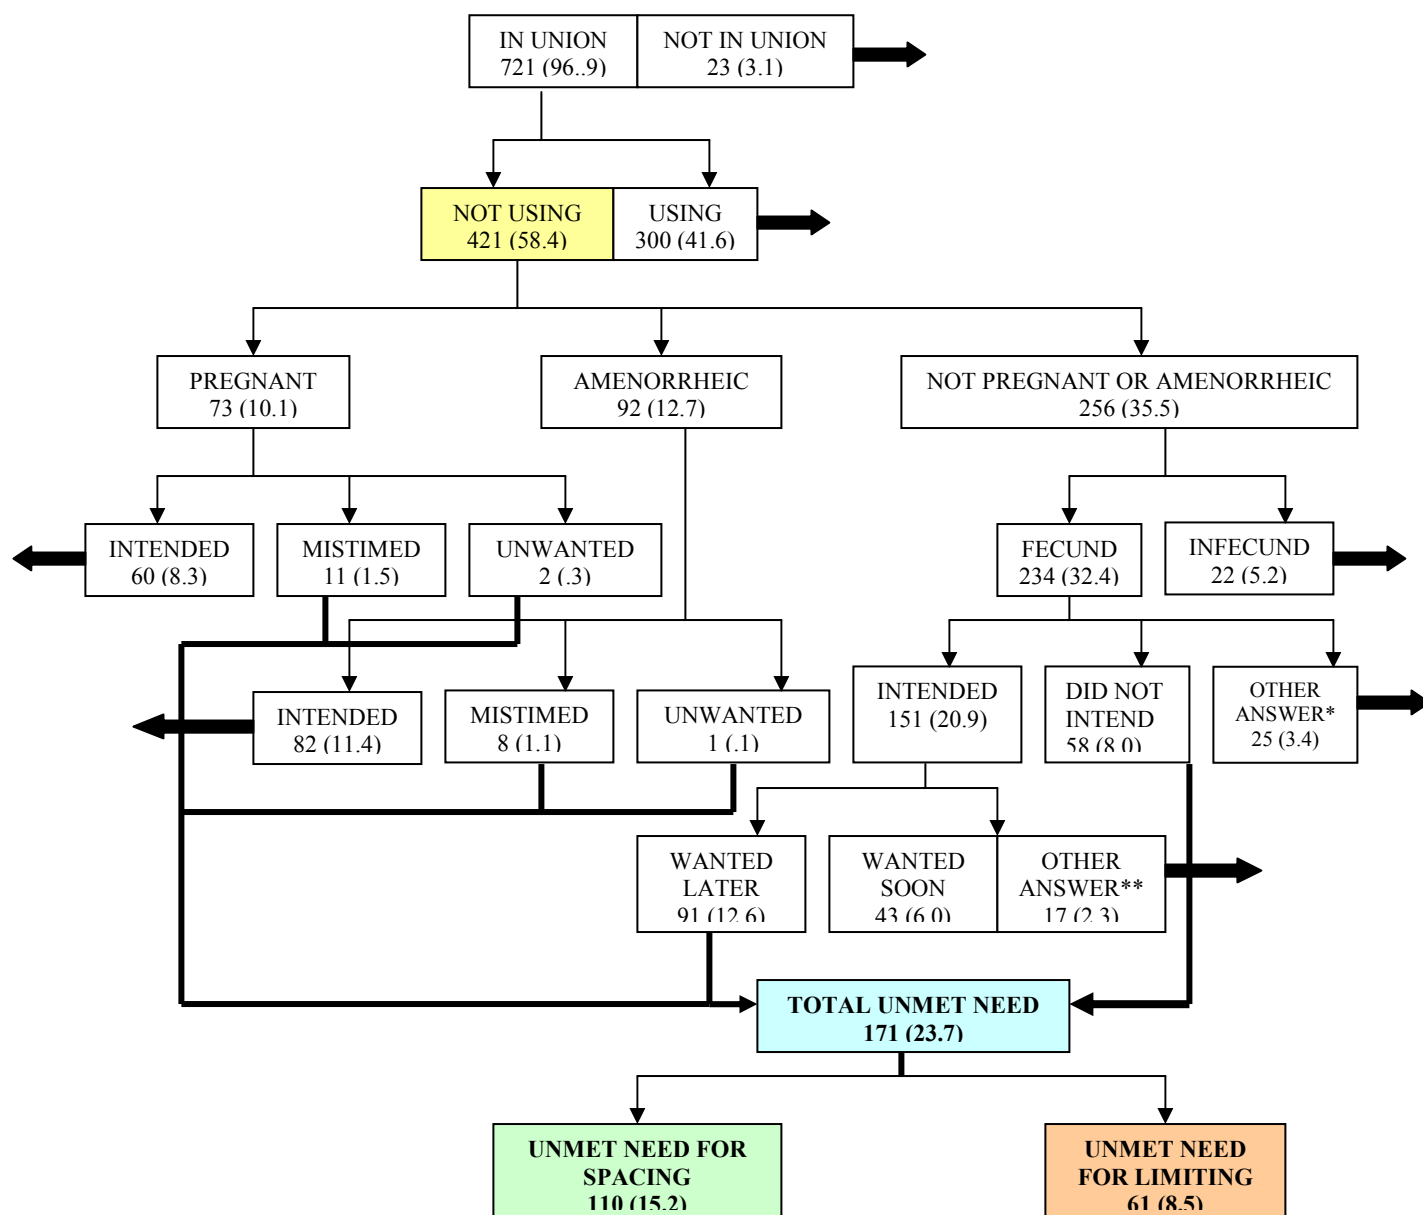 IN UNION
721 (96..9)
NOT IN UNION
23 (3.1)
NOT USING
421 (58.4)
USING
300 (41.6)
PREGNANT
73 (10.1)
AMENORRHEIC
92 (12.7)
NOT PREGNANT OR AMENORRHEIC
256 (35.5)
INTENDED
60 (8.3)
MISTIMED
11 (1.5)
UNWANTED
2 (.3)
FECUND
234 (32.4)
INFECUND
22 (5.2)
INTENDED
82 (11.4)
MISTIMED
8 (1.1)
UNWANTED
1 (.1)
INTENDED
151 (20.9)
DID NOT
INTEND
58 (8.0)
OTHER
ANSWER*
25 (3.4)
WANTED
LATER
91 (12.6)
WANTED
SOON
43 (6.0)
OTHER
ANSWER**
17 (2.3)
TOTAL UNMET NEED
171 (23.7)
UNMET NEED FOR
SPACING
110 (15.2)
UNMET NEED
FOR LIMITING
61 (8.5)